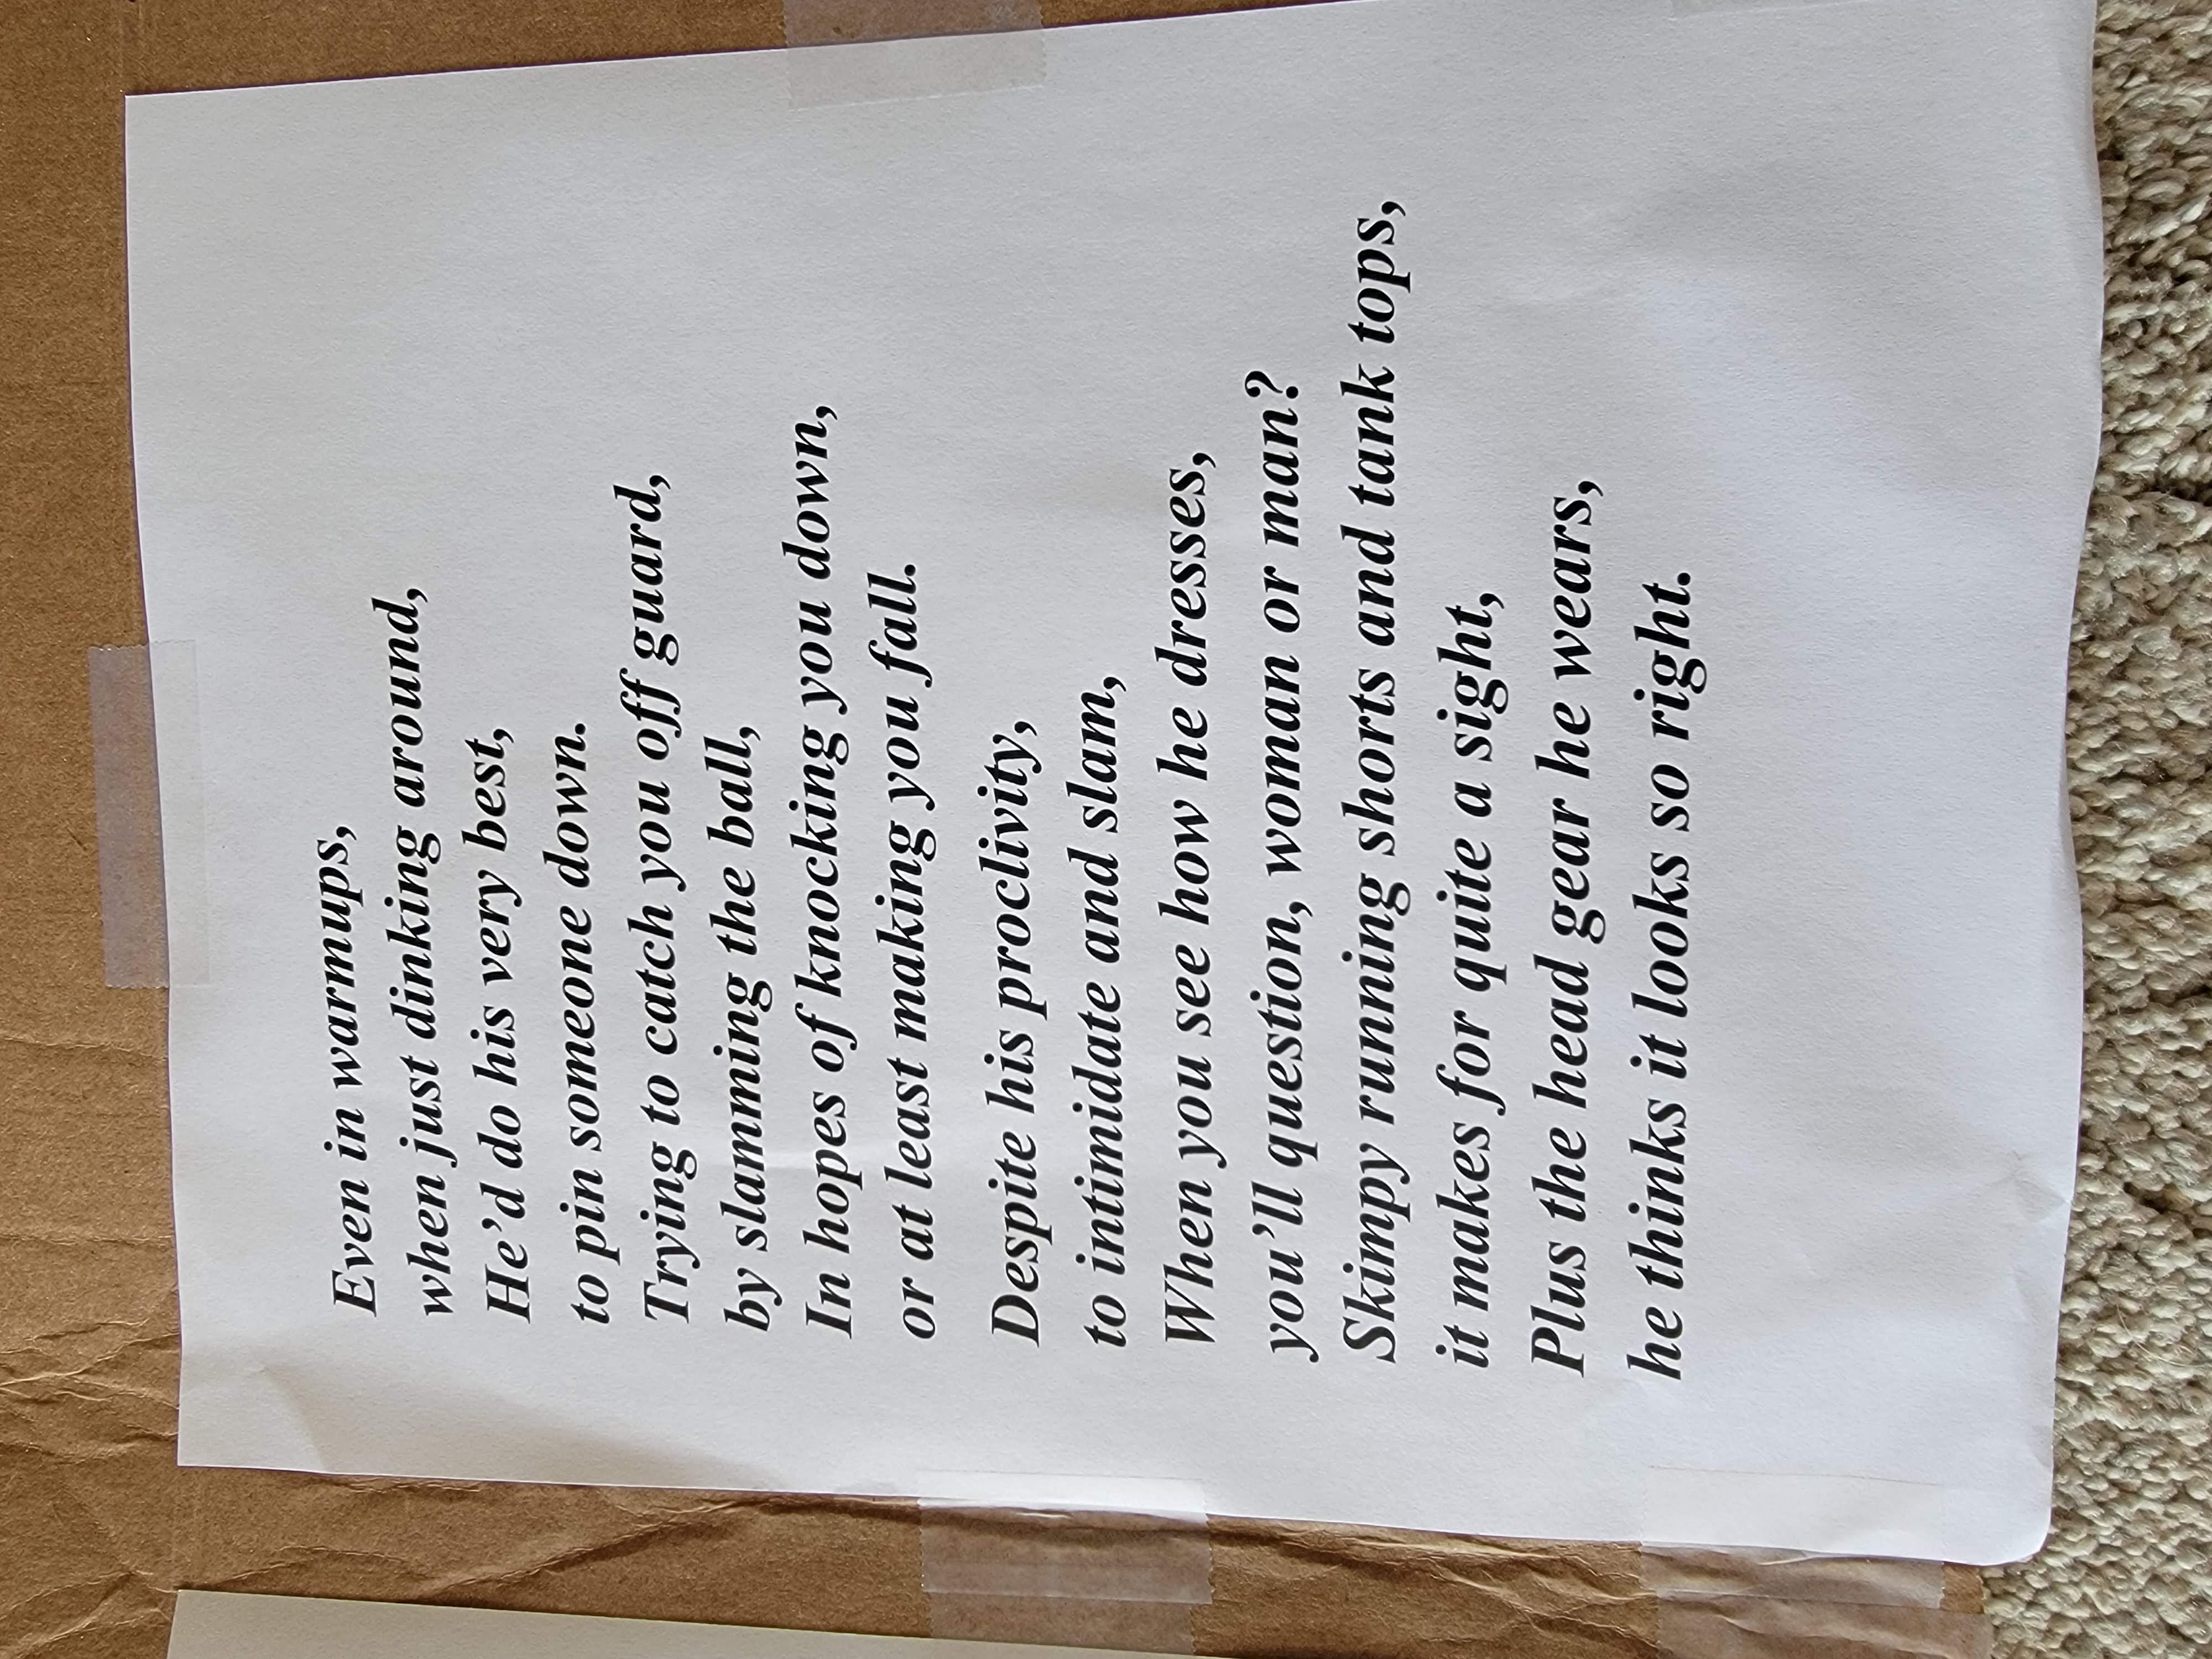 Even in warmups,
when just dinking around,
He’d do his very best,
to pin someone down.
Trying to catch you off guard,
by slamming the ball,
In hopes of knocking you down,
or at least making you fall.
Despite his proclivity,
to intimidate and slam,
When you see how he dresses,
you’ll question, woman or man?
Skimpy running shorts and tank tops,
it makes for quite a sight,
Plus the head gear he wears,
he thinks it looks so right.